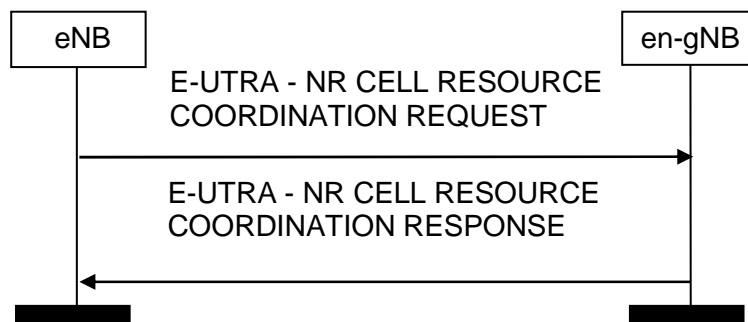 eNB
en-gNB
E-UTRA - NR CELL RESOURCE
COORDINATION REQUEST
E-UTRA - NR CELL RESOURCE
COORDINATION RESPONSE